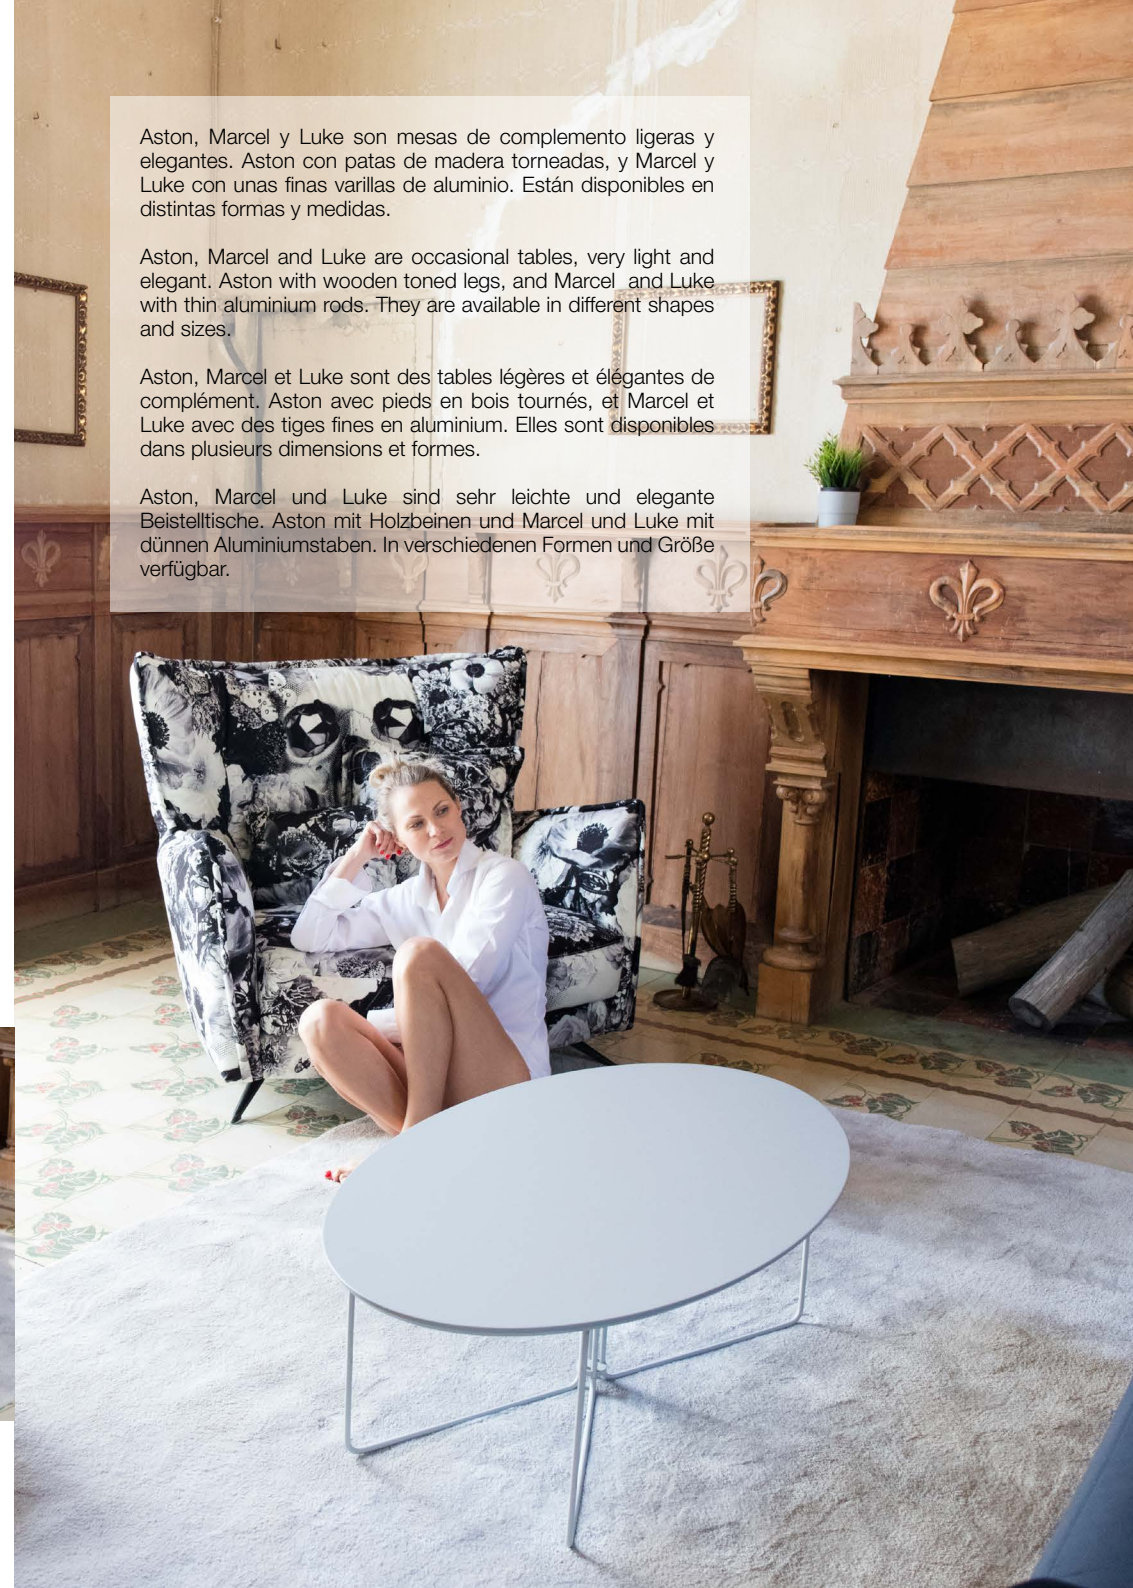 Aston, Marcel y Luke son mesas de complemento ligeras y
elegantes. Aston con patas de madera torneadas, y Marcel y
Luke con unas finas varillas de aluminio. Están disponibles en
distintas formas y medidas.
Aston, Marcel and Luke are occasional tables, very light and
elegant. Aston with wooden toned legs, and Marcel  and Luke
with thin aluminium rods. They are available in different shapes
and sizes.
Aston, Marcel et Luke sont des tables légères et élégantes de
complément. Aston avec pieds en bois tournés, et Marcel et
Luke avec des tiges fines en aluminium. Elles sont disponibles
dans plusieurs dimensions et formes.
Aston, Marcel und Luke sind sehr leichte und elegante
Beistelltische. Aston mit Holzbeinen und Marcel und Luke mit
dünnen Aluminiumstaben. In verschiedenen Formen und Größe
verfügbar.